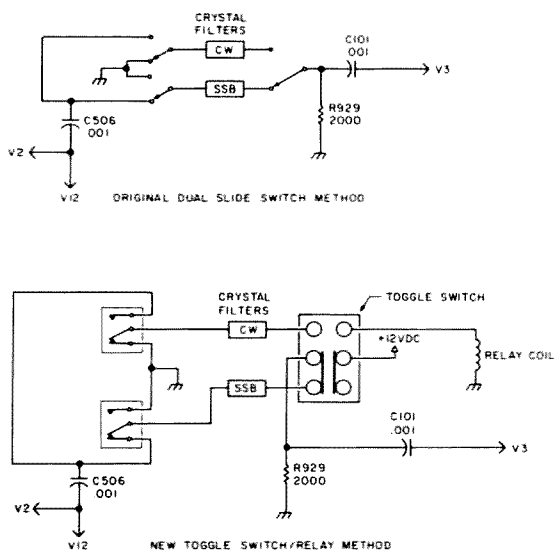 CRYSTAL
FILTERS
CW
SSB
C101
.001
V3
R929
2000
C506
.001
V2
V12
ORIGINAL DUAL SLIDE SWITCH METHOD
CRYSTAL
FILTERS
TOGGLE SWITCH
CW
+12VDC
RELAY COIL
SSB
C101
.001
V3
R929
2000
C506
.001
V2
V12
NEW TOGGLE SWITCH/RELAY METHOD